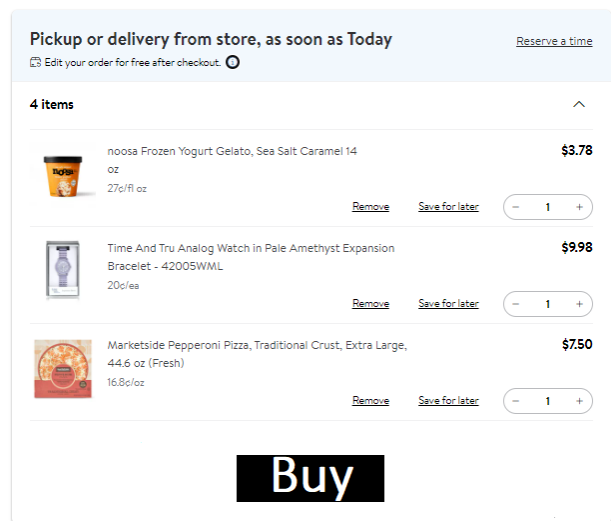 Pickup or delivery from store, as soon as Today
Reserve a time
Edit your order for free after checkout.
4 items
noosa
noosa Frozen Yogurt Gelato, Sea Salt Caramel 14
oz
$3.78
27¢/fl oz
Remove
Save for later
− 1 +
Time And Tru Analog Watch in Pale Amethyst Expansion
Bracelet - 42005WML
$9.98
20¢/ea
Remove
Save for later
− 1 +
Marketside Pepperoni Pizza, Traditional Crust, Extra Large,
44.6 oz (Fresh)
$7.50
16.8¢/oz
Remove
Save for later
− 1 +
Buy